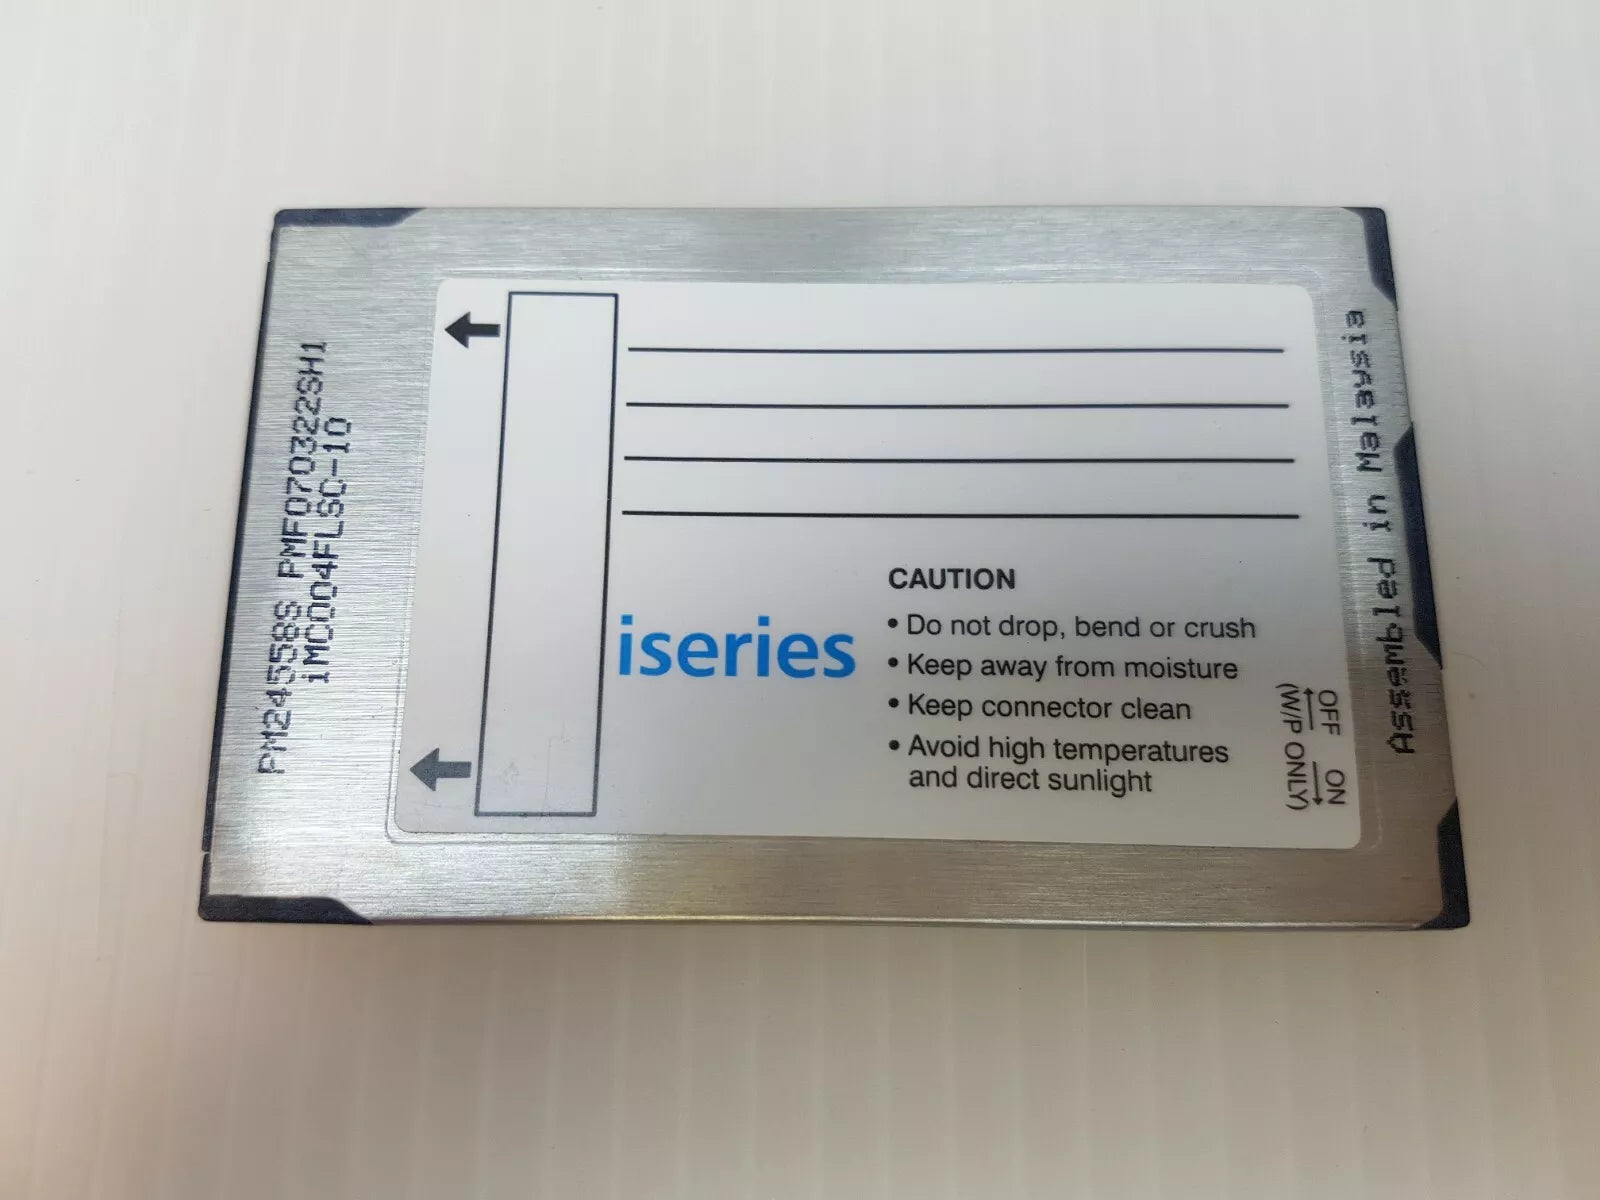 PM24558S PMF070322SH1
iMC004FLSC-10
iseries
CAUTION
• Do not drop, bend or crush
• Keep away from moisture
• Keep connector clean
• Avoid high temperatures
and direct sunlight
OFF ON
(W/P ONLY)
Assembled in Malaysia